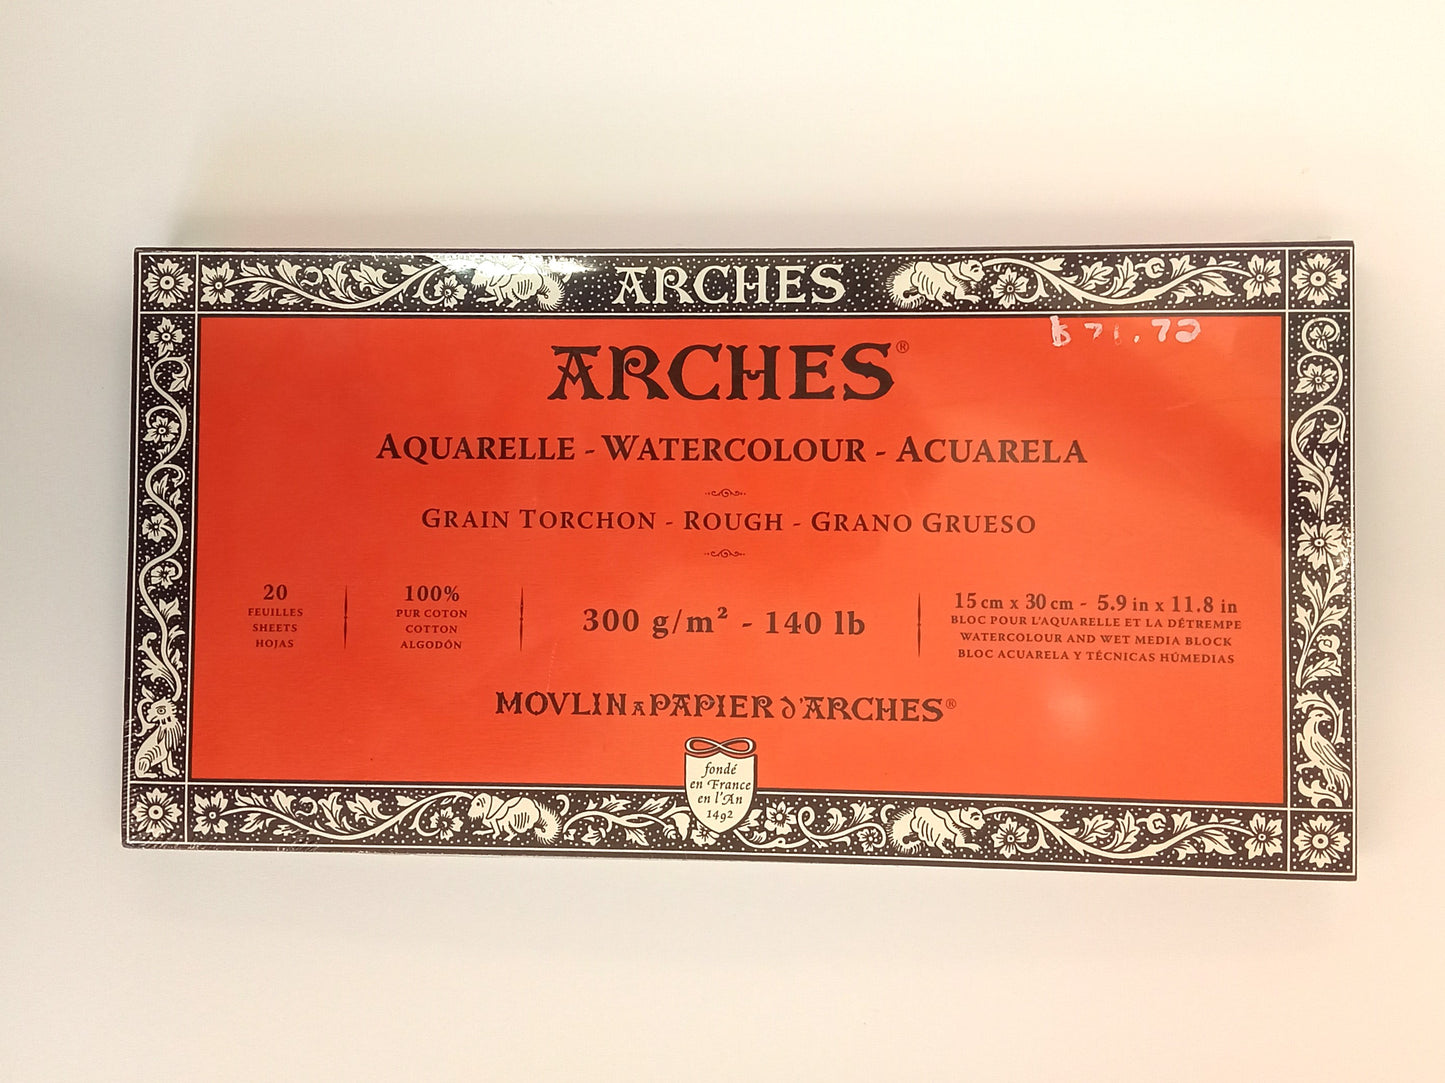 ARCHES
71.72
ARCHES®
AQUARELLE - WATERCOLOUR - ACUARELA
GRAIN TORCHON - ROUGH - GRANO GRUESO
20
FEUILLES
SHEETS
HOJAS
100%
PUR COTON
COTTON
ALGODÓN
300 g/m² - 140 lb
15 cm x 30 cm - 5.9 in x 11.8 in
BLOC POUR L'AQUARELLE ET LA DÉTREMPE
WATERCOLOUR AND WET MEDIA BLOCK
BLOC ACUARELA Y TÉCNICAS HÚMEDIAS
MOVLIN A PAPIER d'ARCHES®
fondé
en France
en l'An
1492